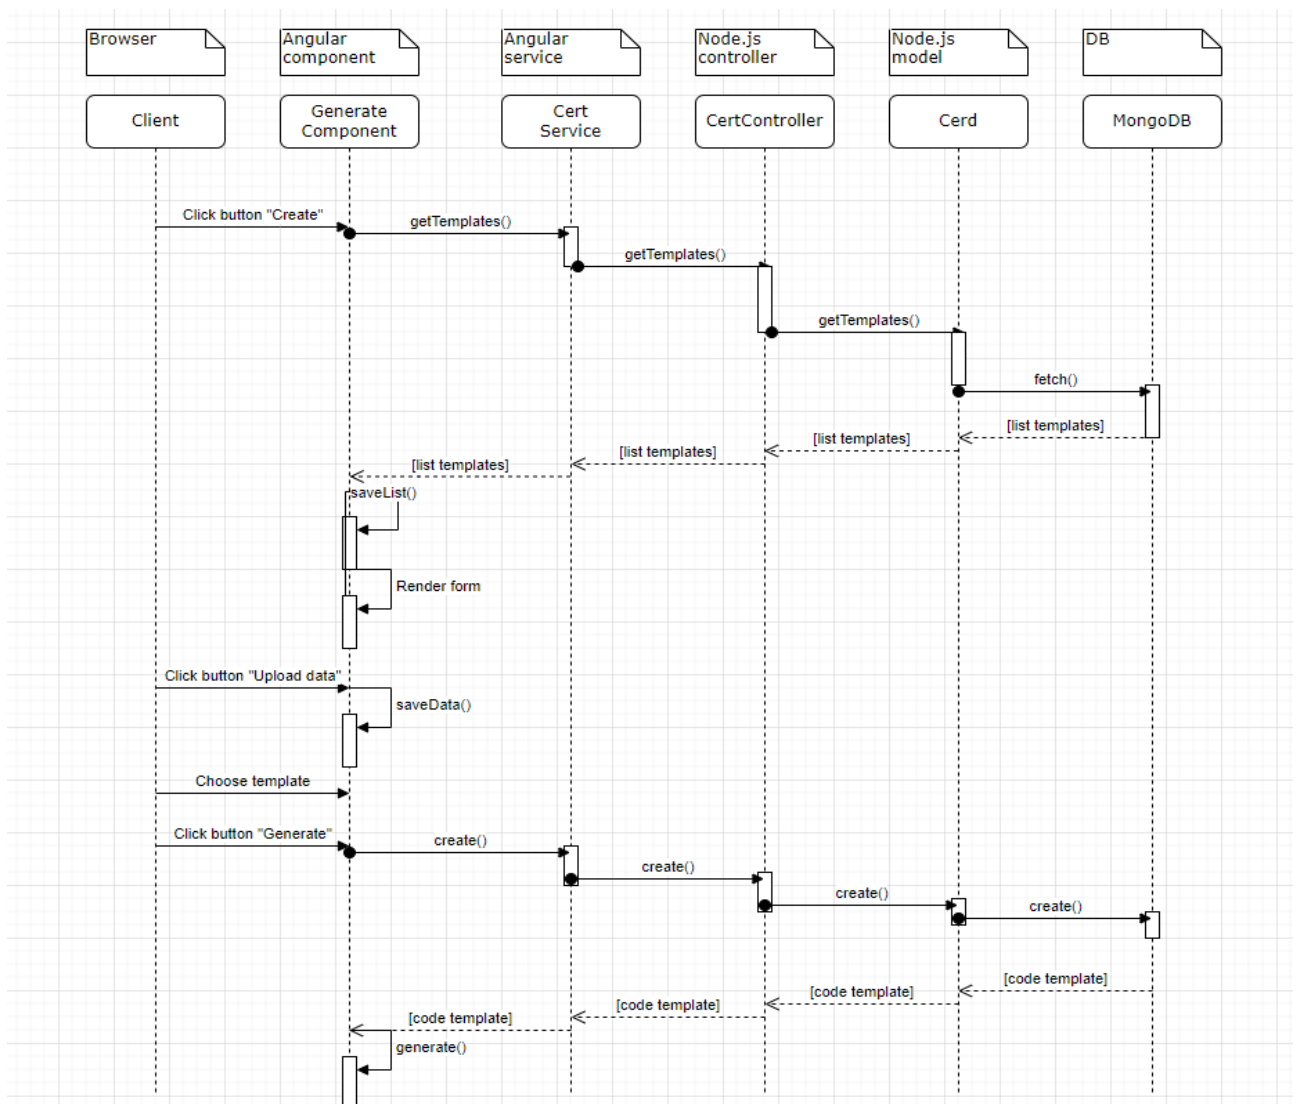 Browser
Angular
component
Angular
service
Node.js
controller
Node.js
model
DB
Client
Generate
Component
Cert
Service
CertController
Cerd
MongoDB
Click button "Create"
getTemplates()
getTemplates()
getTemplates()
fetch()
[list templates]
[list templates]
[list templates]
[list templates]
saveList()
Render form
Click button "Upload data"
saveData()
Choose template
Click button "Generate"
create()
create()
create()
create()
[code template]
[code template]
[code template]
[code template]
generate()